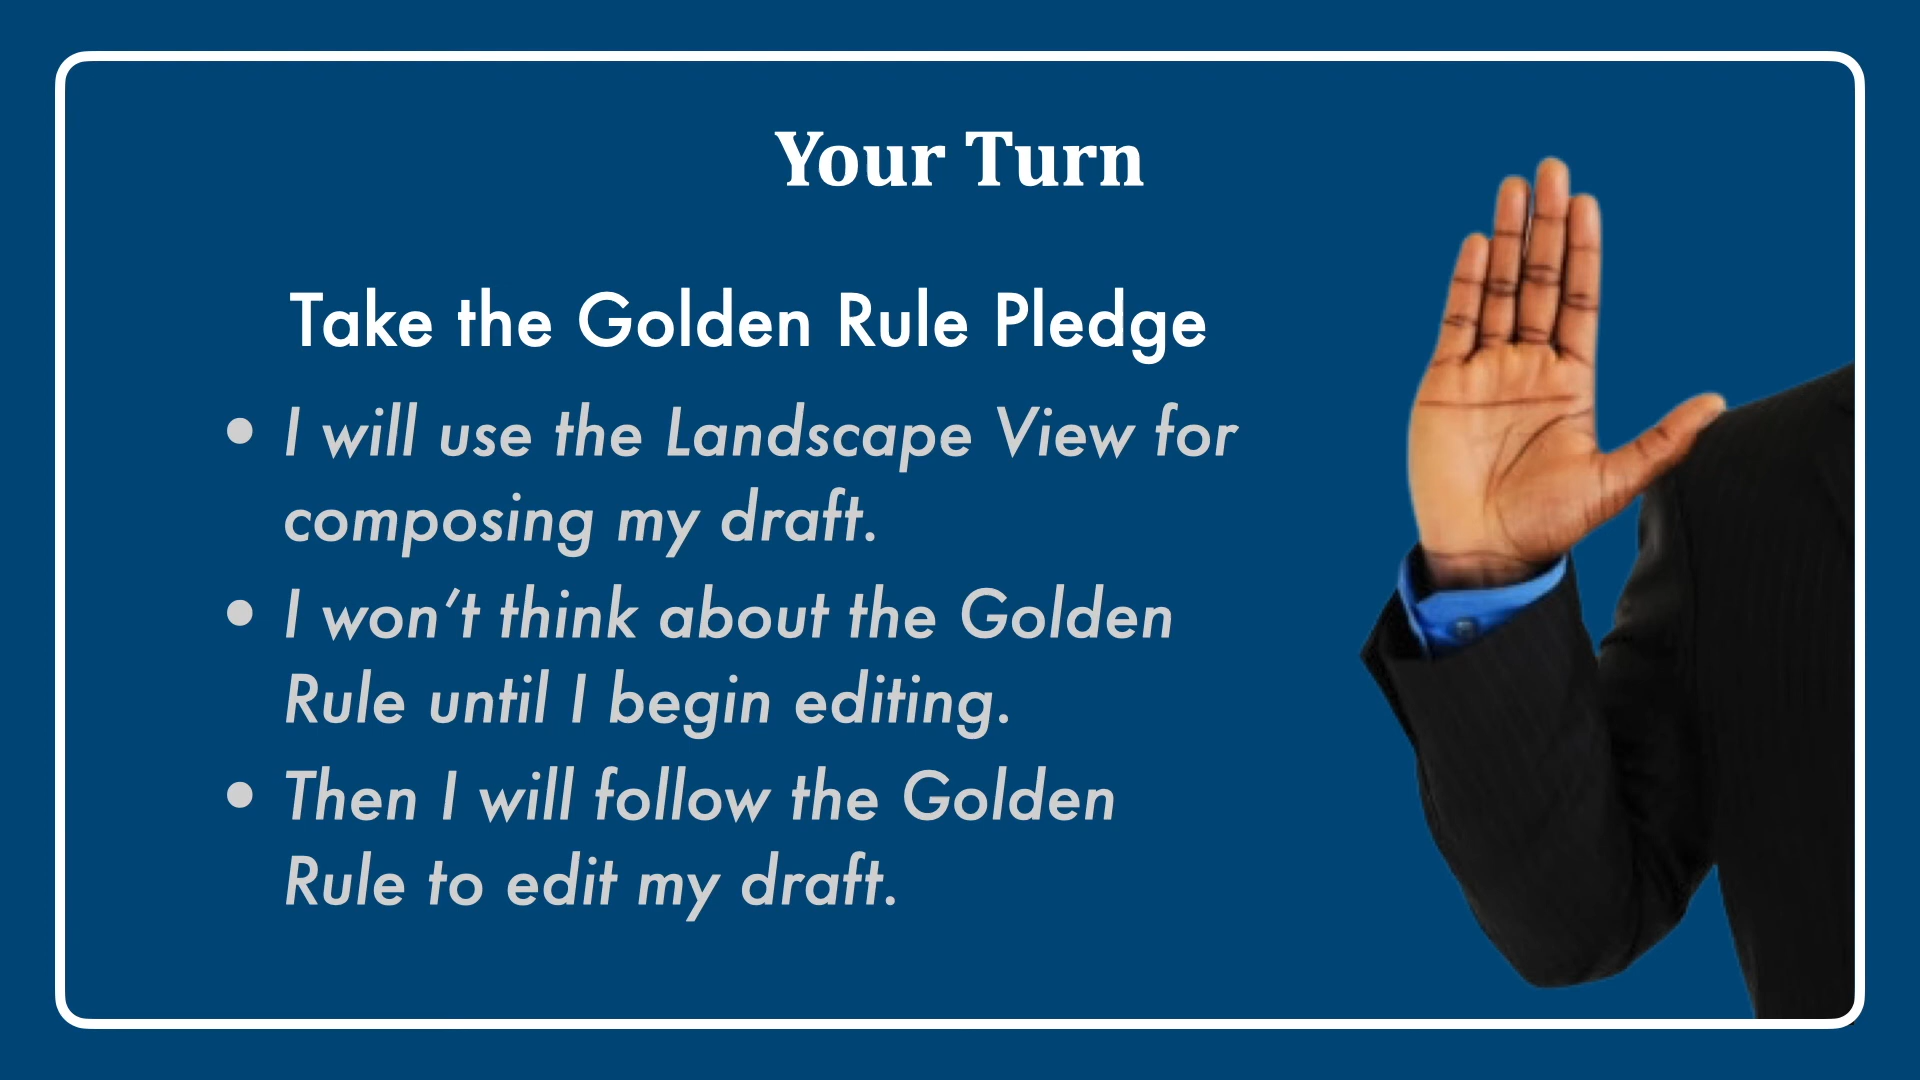 Your Turn
Take the Golden Rule Pledge
• I will use the Landscape View for
composing my draft.
• I won’t think about the Golden
Rule until I begin editing.
• Then I will follow the Golden
Rule to edit my draft.